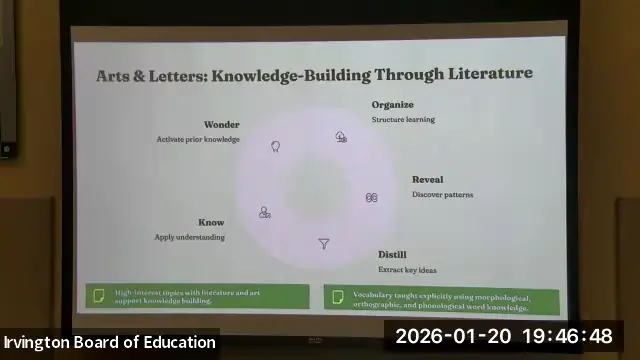 Arts & Letters: Knowledge-Building Through Literature
Organize
Structure learning
Wonder
Activate prior knowledge
Reveal
Discover patterns
Know
Apply understanding
Distill
Extract key ideas
High-interest topics with literature and art
support knowledge building.
Vocabulary taught explicitly using morphological,
orthographic, and phonological word knowledge.
Irvington Board of Education
2026-01-20 19:46:48